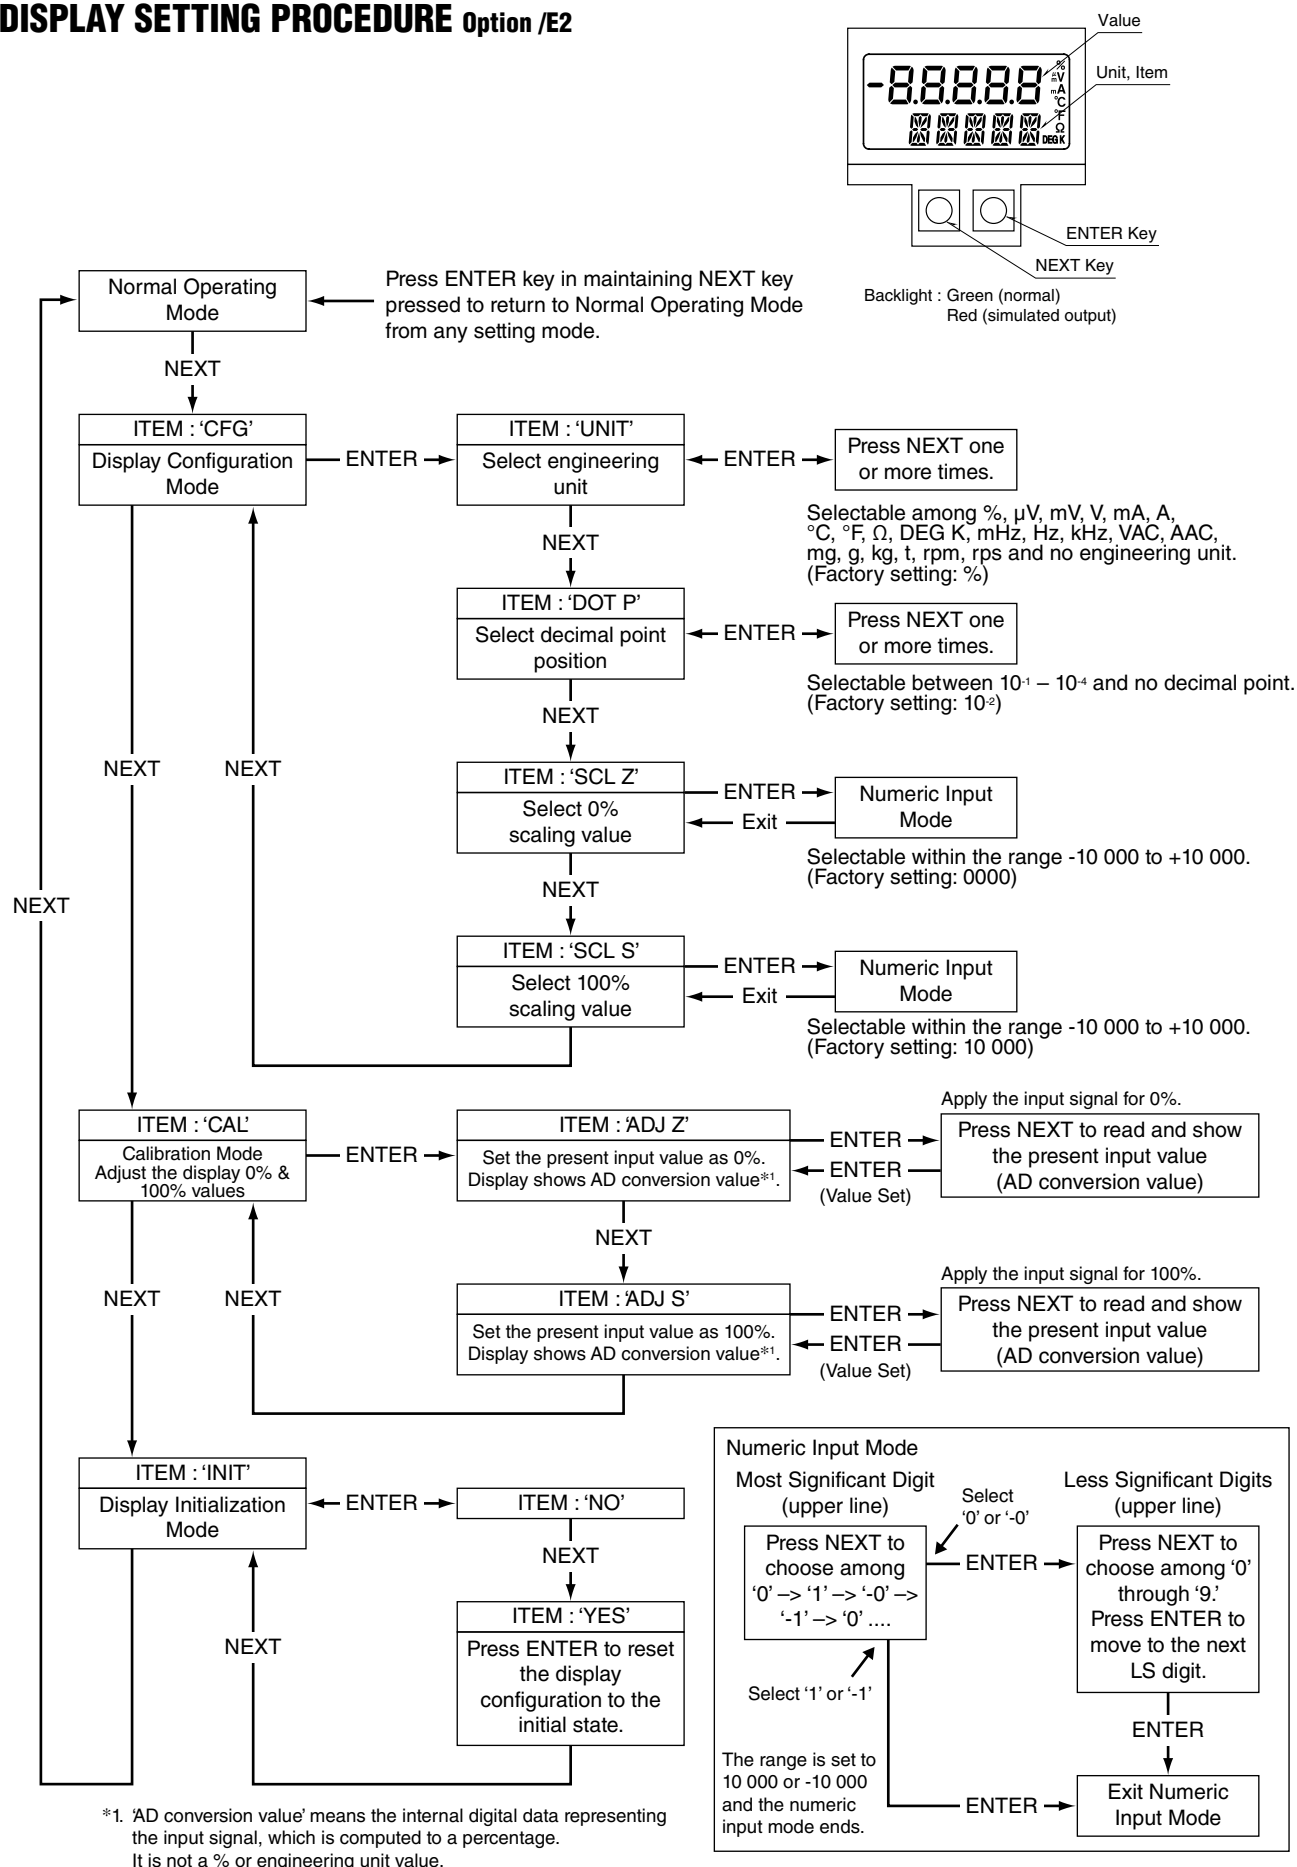 DISPLAY SETTING PROCEDURE Option /E2
Value
-8.8.8.8.8
%
µ
m V
m A
°C
°F
Ω
DEG K
Unit, Item
ENTER Key
NEXT Key
Backlight : Green (normal)
Red (simulated output)
Normal Operating
Mode
Press ENTER key in maintaining NEXT key
pressed to return to Normal Operating Mode
from any setting mode.
NEXT
ITEM : ‘CFG’
Display Configuration
Mode
ENTER
ITEM : ‘UNIT’
Select engineering
unit
ENTER
Press NEXT one
or more times.
Selectable among %, µV, mV, V, mA, A,
°C, °F, Ω, DEG K, mHz, Hz, kHz, VAC, AAC,
mg, g, kg, t, rpm, rps and no engineering unit.
(Factory setting: %)
NEXT
ITEM : ‘DOT P’
Select decimal point
position
ENTER
Press NEXT one
or more times.
Selectable between 10-1 – 10-4 and no decimal point.
(Factory setting: 10-2)
NEXT
NEXT
NEXT
ITEM : ‘SCL Z’
Select 0%
scaling value
ENTER
Exit
Numeric Input
Mode
Selectable within the range -10 000 to +10 000.
(Factory setting: 0000)
NEXT
NEXT
ITEM : ‘SCL S’
Select 100%
scaling value
ENTER
Exit
Numeric Input
Mode
Selectable within the range -10 000 to +10 000.
(Factory setting: 10 000)
ITEM : ‘CAL’
Calibration Mode
Adjust the display 0% &
100% values
ENTER
ITEM : ‘ADJ Z’
Set the present input value as 0%.
Display shows AD conversion value*1.
ENTER
ENTER
(Value Set)
Apply the input signal for 0%.
Press NEXT to read and show
the present input value
(AD conversion value)
NEXT
NEXT
NEXT
ITEM : ‘ADJ S’
Set the present input value as 100%.
Display shows AD conversion value*1.
ENTER
ENTER
(Value Set)
Apply the input signal for 100%.
Press NEXT to read and show
the present input value
(AD conversion value)
ITEM : ‘INIT’
Display Initialization
Mode
ENTER
ITEM : ‘NO’
NEXT
ITEM : ‘YES’
Press ENTER to reset
the display
configuration to the
initial state.
NEXT
Numeric Input Mode
Most Significant Digit
(upper line)
Select
‘0’ or ‘-0’
Less Significant Digits
(upper line)
Press NEXT to
choose among
‘0’ –> ‘1’ –> ‘-0’ –>
‘-1’ –> ‘0’ ....
ENTER
Press NEXT to
choose among ‘0’
through ‘9.’
Press ENTER to
move to the next
LS digit.
Select ‘1’ or ‘-1’
ENTER
The range is set to
10 000 or -10 000
and the numeric
input mode ends.
ENTER
Exit Numeric
Input Mode
*1. ‘AD conversion value’ means the internal digital data representing
the input signal, which is computed to a percentage.
It is not a % or engineering unit value.